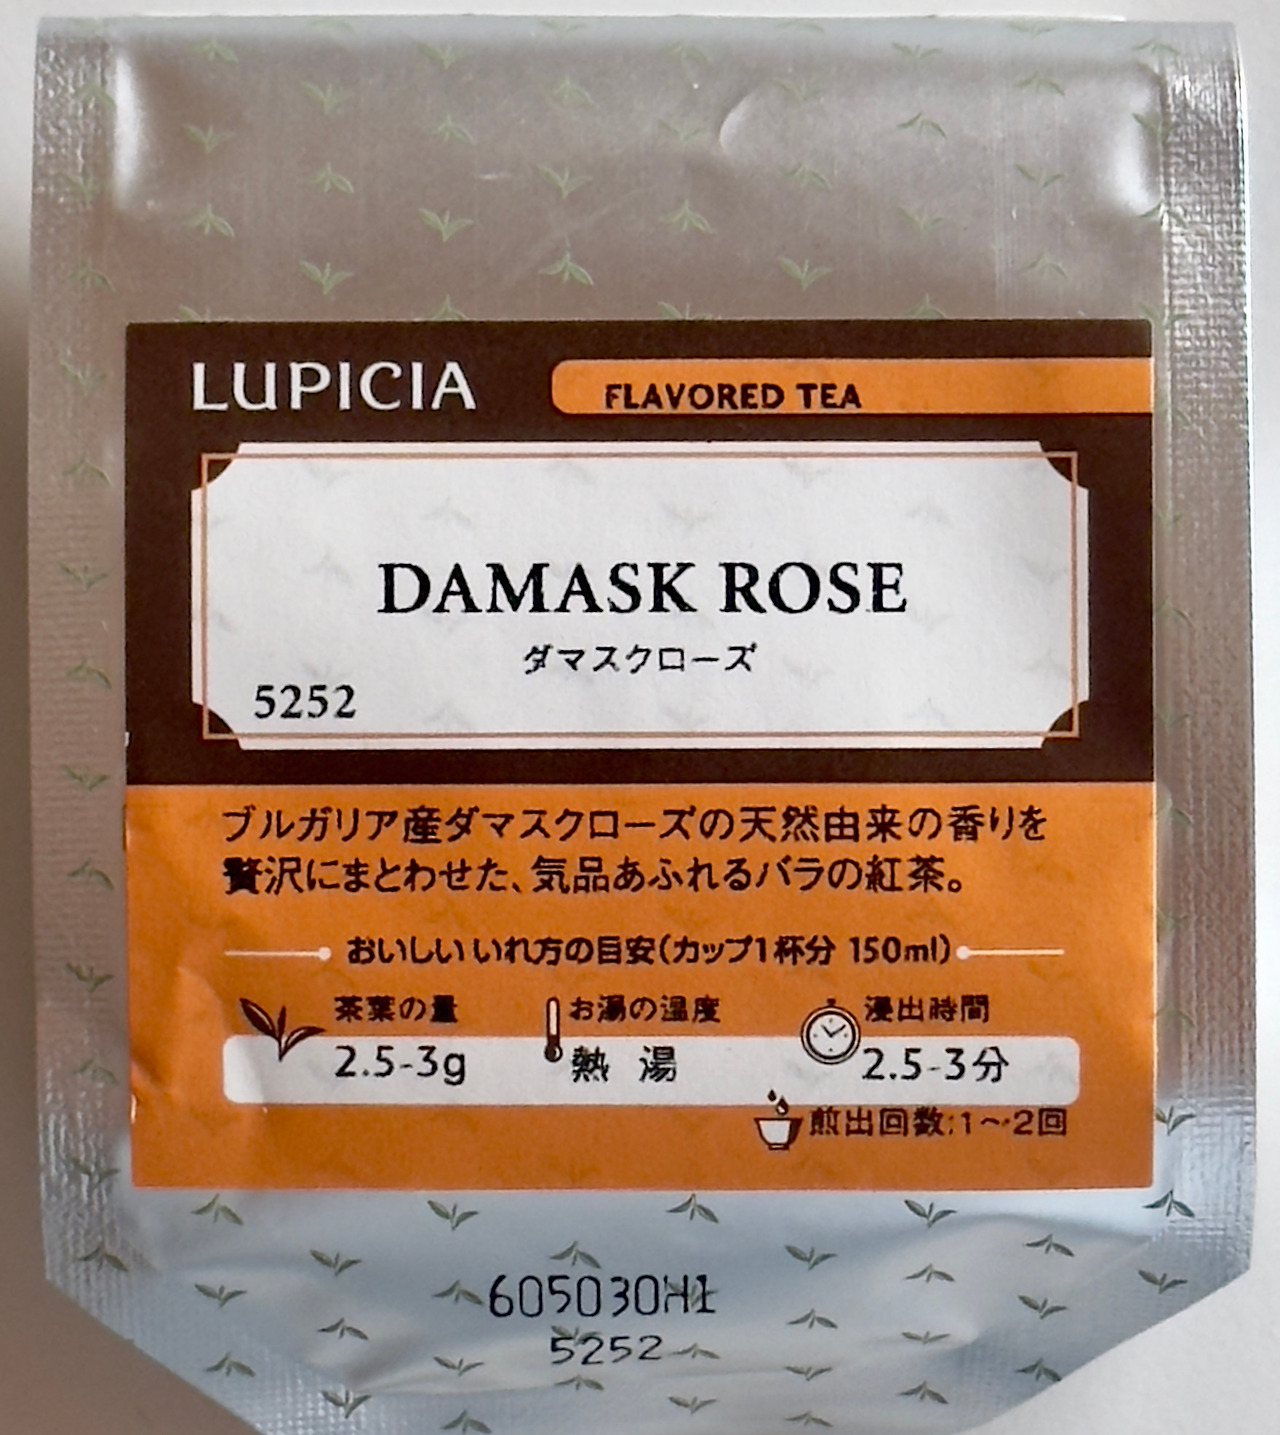 LUPICIA
FLAVORED TEA
DAMASK ROSE
ダマスクローズ
5252
ブルガリア産ダマスクローズの天然由来の香りを
贅沢にまとわせた、気品あふれるバラの紅茶。
おいしいいれ方の目安(カップ1杯分 150ml)
茶葉の量 お湯の温度 浸出時間
2.5-3g 熱 湯 2.5-3分
煎出回数:1〜2回
605030H1
5252